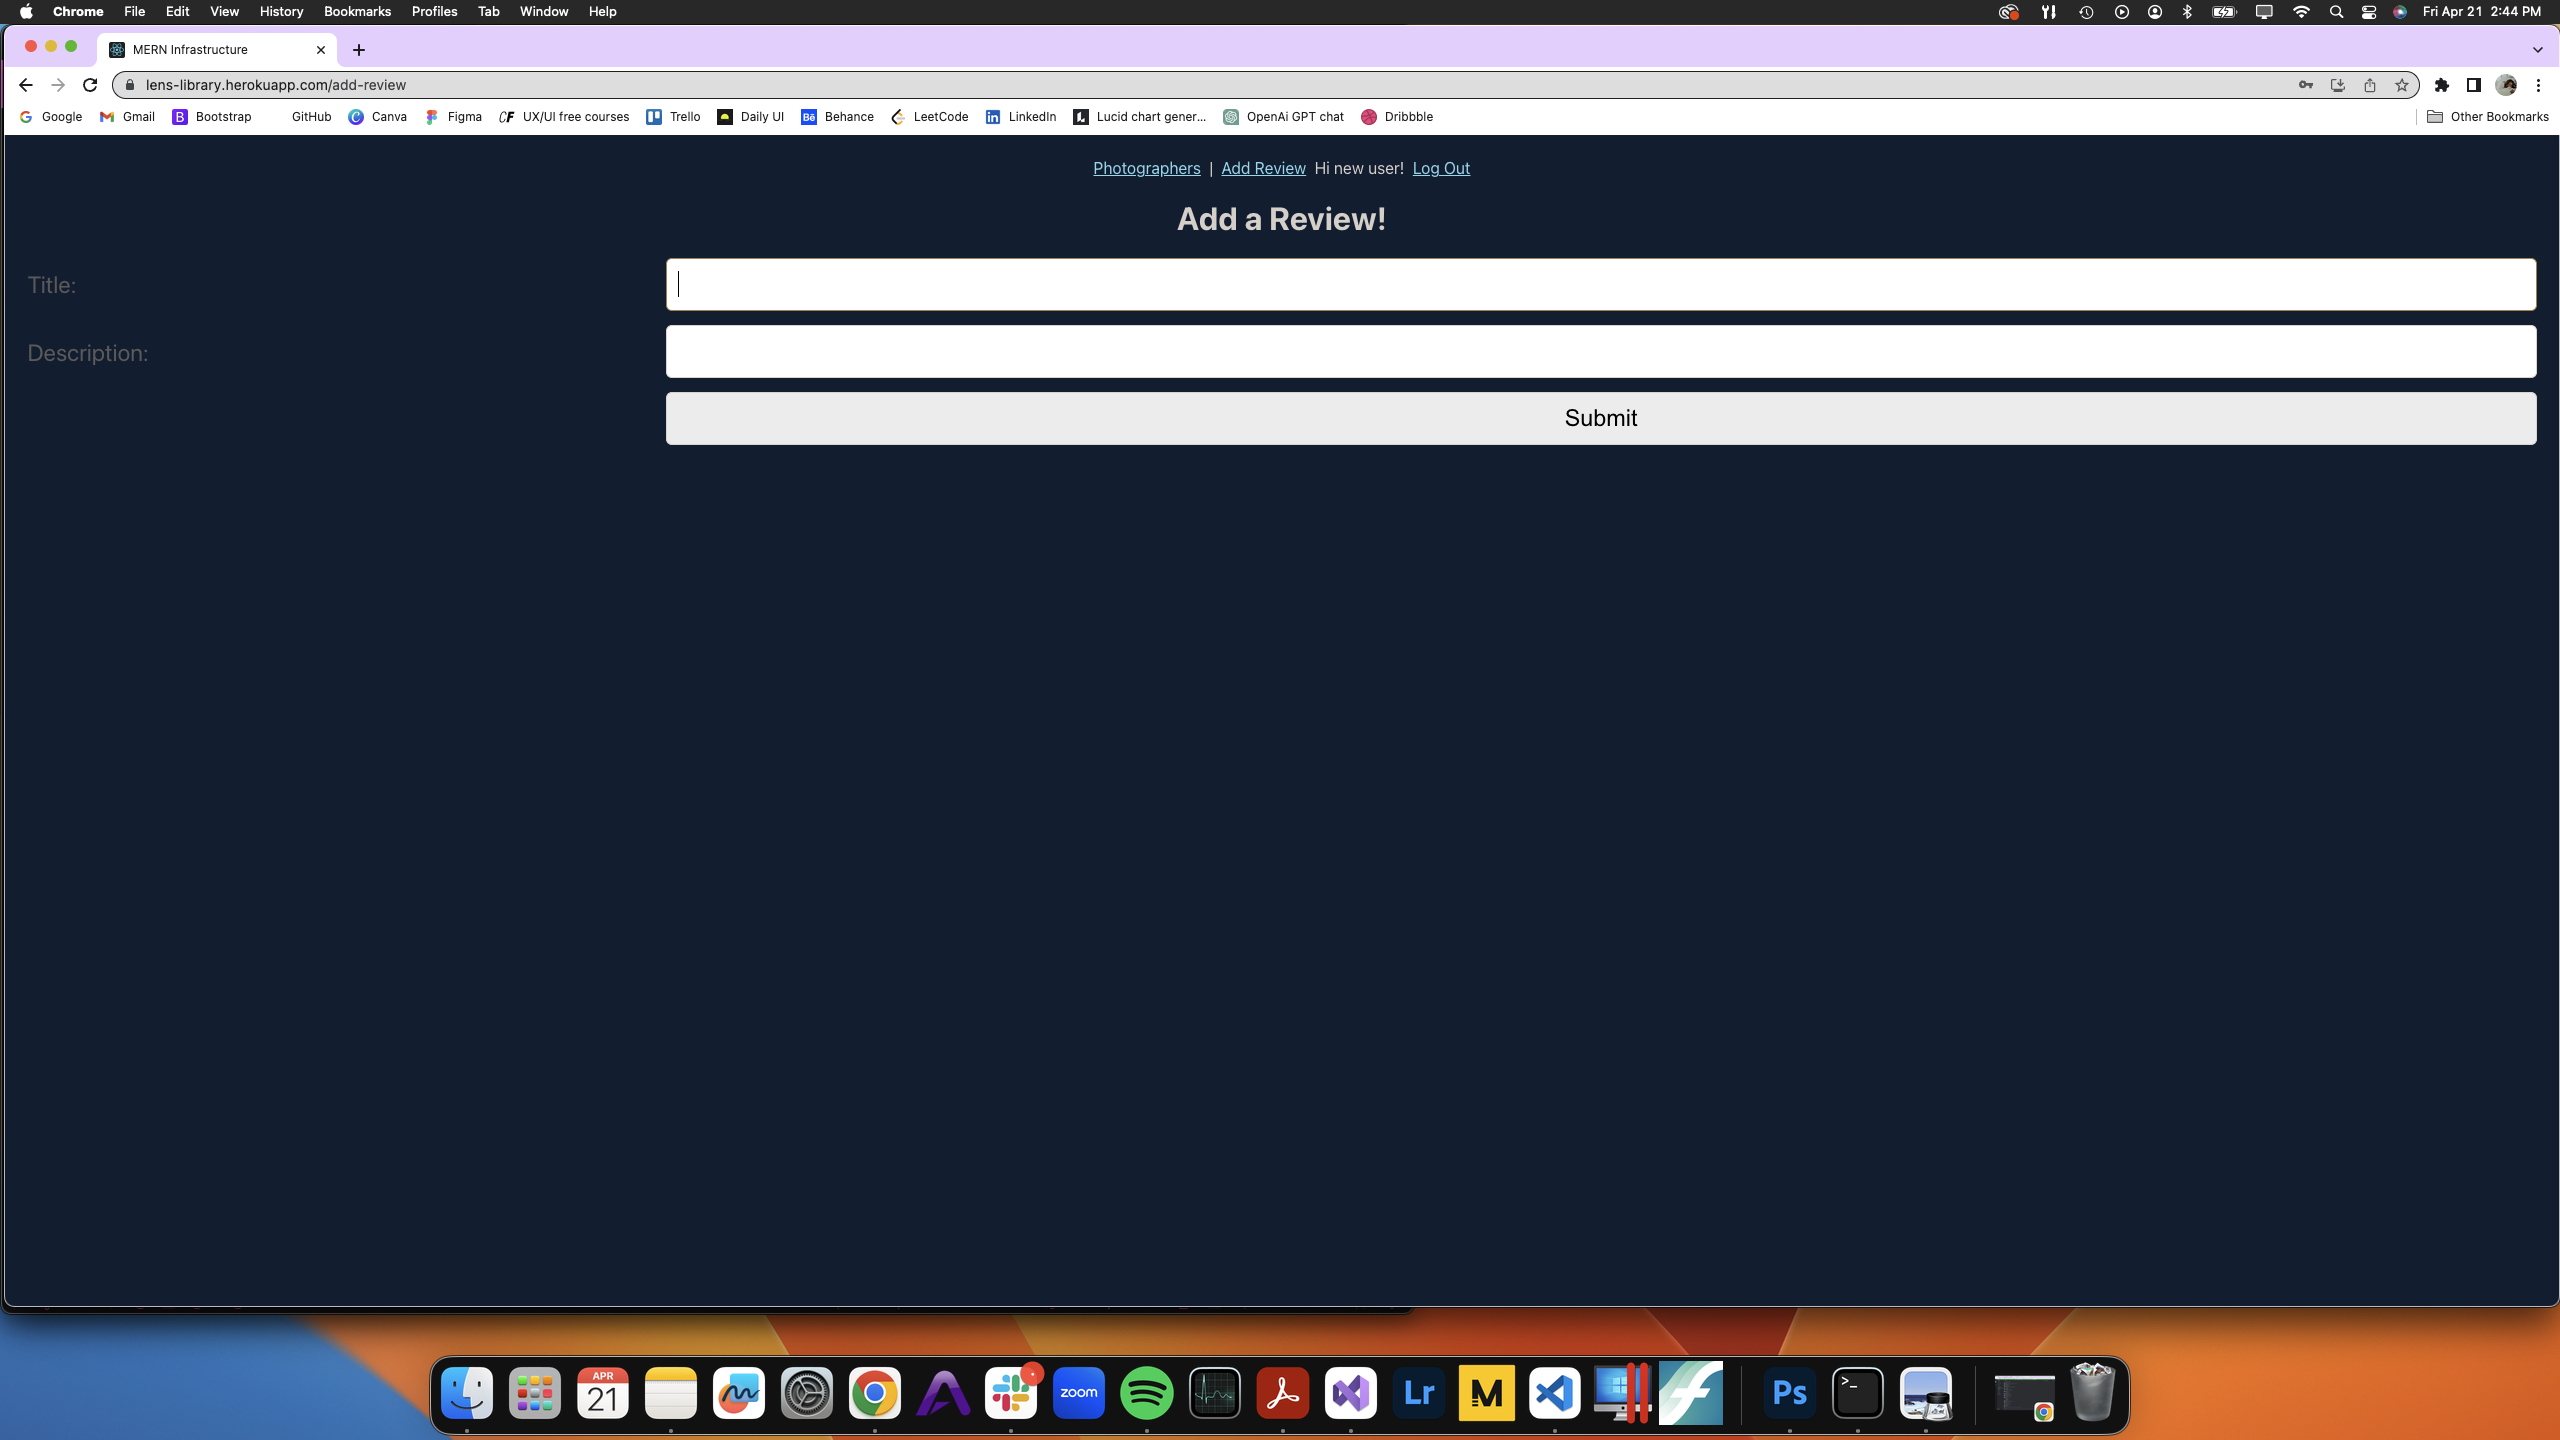 Chrome File Edit View History Bookmarks Profiles Tab Window Help Fri Apr 21 2:44 PM
MERN Infrastructure
lens-library.herokuapp.com/add-review
Google Gmail Bootstrap GitHub Canva Figma CF UX/UI free courses Trello Daily UI Bē Behance LeetCode LinkedIn Lucid chart gener... OpenAi GPT chat Dribbble Other Bookmarks
Photographers | Add Review Hi new user! Log Out
Add a Review!
Title:
Description:
Submit
APR
21 zoom Lr M Ps